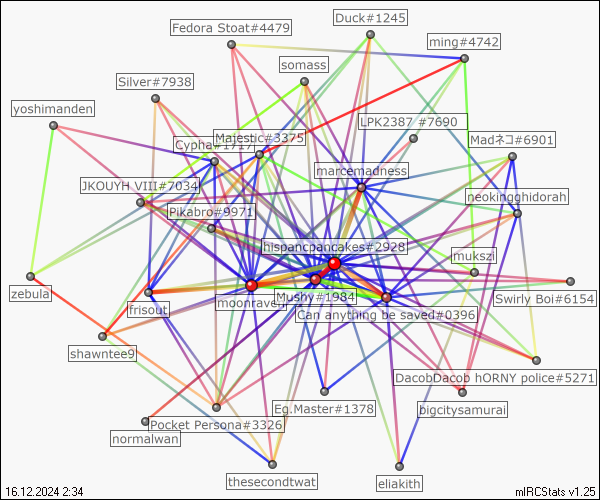 Duck#1245
Fedora Stoat#4479
ming#4742
somass
Silver#7938
yoshimanden
LPK2387 #7690
Majestic#3375
Cypha#1717
Madネコ#6901
marcemadness
JKOUYH VIII#7034
neokingghidorah
Pikabro#9971
hispancpancakes#2928
mukszi
zebula
moonraven
Mushy#1984
Swirly Boi#6154
frisout
Can anything be saved#0396
shawntee9
DacobDacob hORNY police#5271
Eg.Master#1378
bigcitysamurai
Pocket Persona#3326
normalwan
thesecondtwat
eliakith
16.12.2024 2:34
mIRCStats v1.25